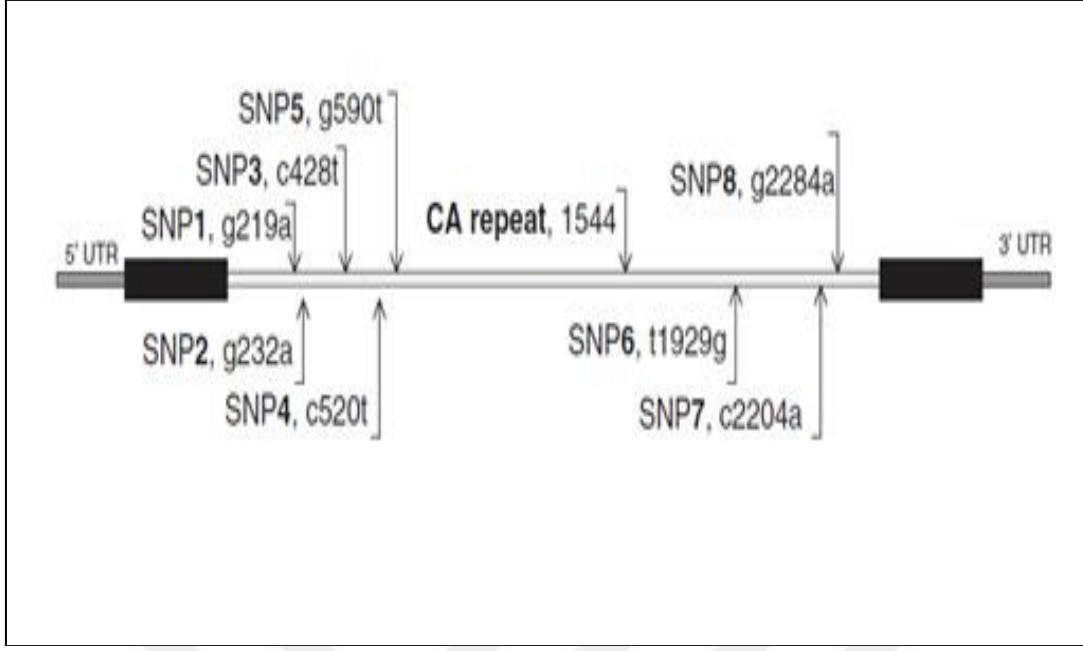 SNP5, g590t
SNP3, c428t
SNP8, g2284a
SNP1, g219a
CA repeat, 1544
5' UTR
3' UTR
SNP2, g232a
SNP6, t1929g
SNP4, c520t
SNP7, c2204a